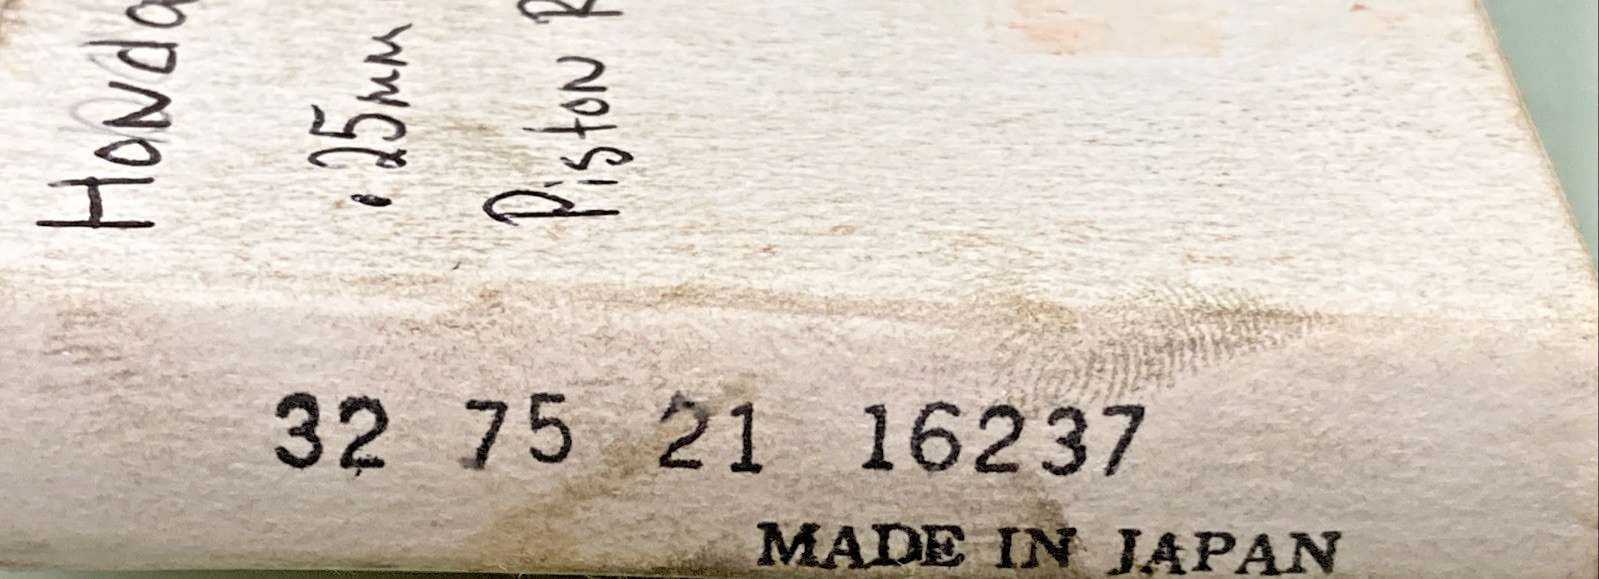 Honda
.25mm
Piston R
32 75 21 16237
MADE IN JAPAN